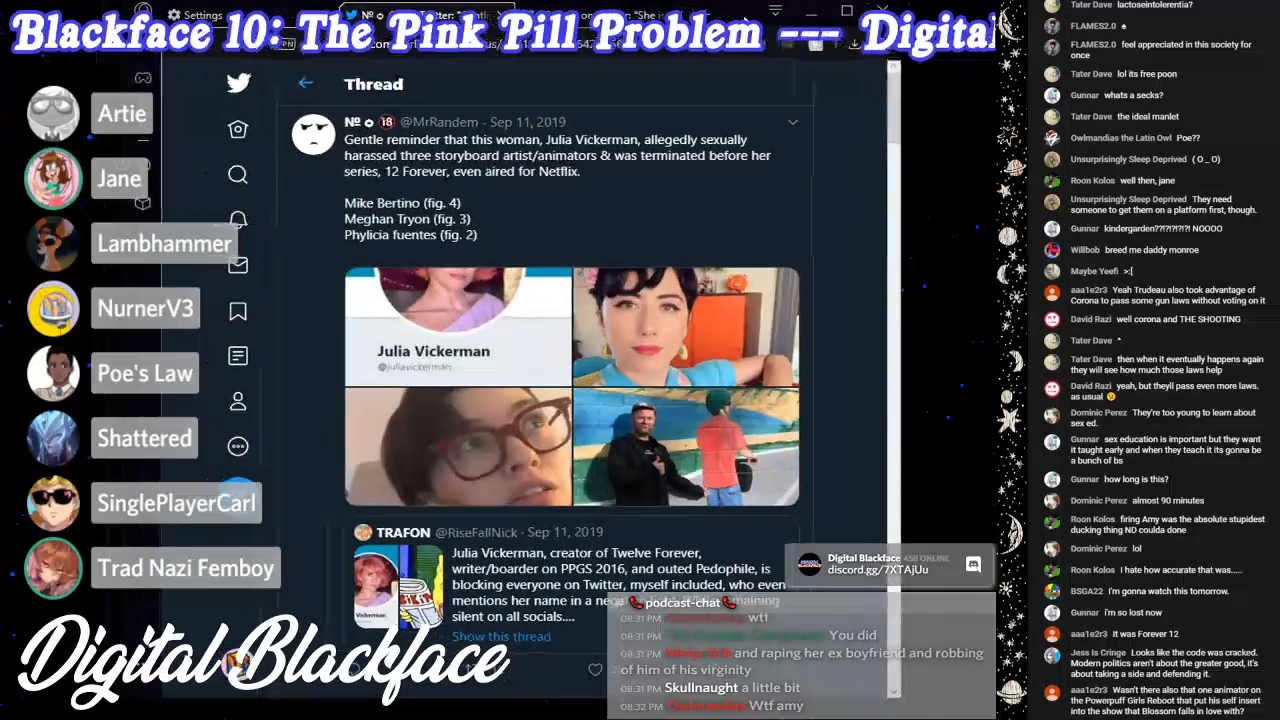 Settings
Blackface 10: The Pink Pill Problem --- Digital
Artie
Jane
Lambhammer
NurnerV3
Poe's Law
Shattered
SinglePlayerCarl
Trad Nazi Femboy
Digital Blackface
Thread
Nº @MrRandem · Sep 11, 2019
Gentle reminder that this woman, Julia Vickerman, allegedly sexually
harassed three storyboard artist/animators & was terminated before her
series, 12 Forever, even aired for Netflix.
Mike Bertino (fig. 4)
Meghan Tryon (fig. 3)
Phylicia fuentes (fig. 2)
Julia Vickerman
@juliavickerman
TRAFON @RiseFallNick · Sep 11, 2019
Julia Vickerman, creator of Twelve Forever,
writer/boarder on PPGS 2016, and outed Pedophile, is
blocking everyone on Twitter, myself included, who even
mentions her name in a
silent on all socials....
Show this thread
Digital Blackface 458 ONLINE
discord.gg/7XTAjUu
podcast-chat
08:31 PM wtf
08:31 PM You did
08:31 PM and raping her ex boyfriend and robbing
of him of his virginity
08:31 PM Skullnaught a little bit
08:32 PM Wtf amy
Tater Dave lactoseintolerentia?
FLAMES2.0 ♠
FLAMES2.0 feel appreciated in this society for
once
Tater Dave lol its free poon
Gunnar whats a secks?
Tater Dave the ideal manlet
Owlmandias the Latin Owl Poe??
Unsurprisingly Sleep Deprived ( O _ O)
Roon Kolos well then, jane
Unsurprisingly Sleep Deprived They need
someone to get them on a platform first, though.
Gunnar kindergarden??!?!?!?!! NOOOO
Willbob breed me daddy monroe
Maybe Yeefi >:[
aaa1e2r3 Yeah Trudeau also took advantage of
Corona to pass some gun laws without voting on it
David Razi well corona and THE SHOOTING
Tater Dave ^
Tater Dave then when it eventually happens again
they will see how much those laws help
David Razi yeah, but theyll pass even more laws.
as usual 😕
Dominic Perez They're too young to learn about
sex ed.
Gunnar sex education is important but they want
it taught early and when they teach it its gonna be
a bunch of bs
Gunnar how long is this?
Dominic Perez almost 90 minutes
Roon Kolos firing Amy was the absolute stupidest
ducking thing ND coulda done
Dominic Perez lol
Roon Kolos I hate how accurate that was.....
BSGA22 i'm gonna watch this tomorrow.
Gunnar i'm so lost now
aaa1e2r3 It was Forever 12
Jess Is Cringe Looks like the code was cracked.
Modern politics aren't about the greater good, it's
about taking a side and defending it.
aaa1e2r3 Wasn't there also that one animator on
the Powerpuff Girls Reboot that put his self insert
into the show that Blossom falls in love with?